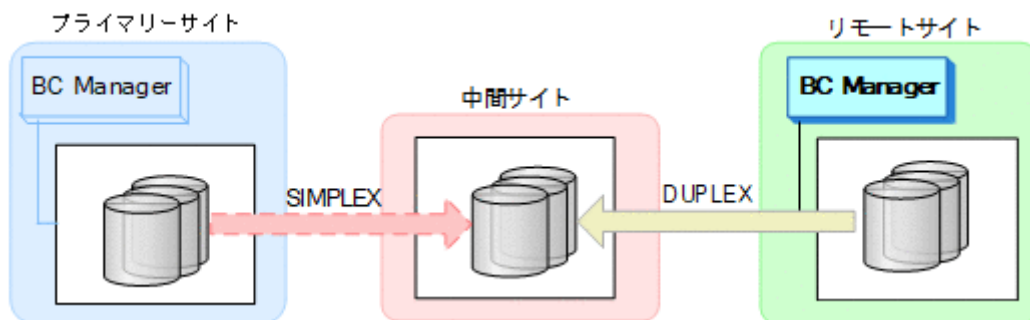 プライマリーサイト
リモートサイト
BC Manager
BC Manager
中間サイト
SIMPLEX
DUPLEX